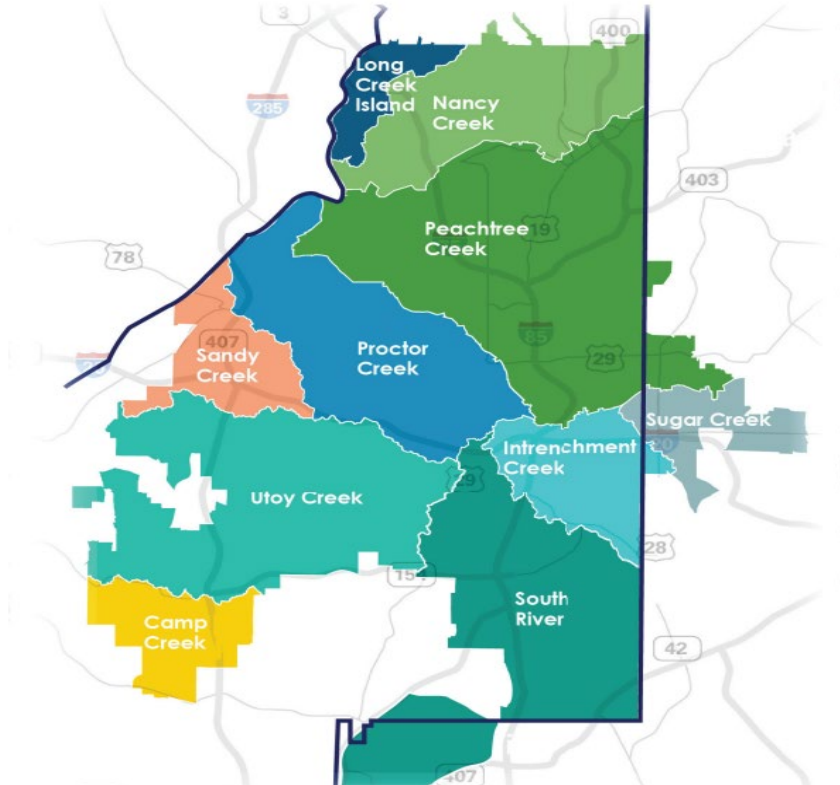 3
400
Long
Creek
Island
Nancy
Creek
285
403
Peachtree
Creek
19
78
407
Sandy
Creek
Proctor
Creek
85
29
Sugar Creek
20
Intrenchment
Creek
29
Utoy Creek
28
154
South
River
Camp
Creek
42
407